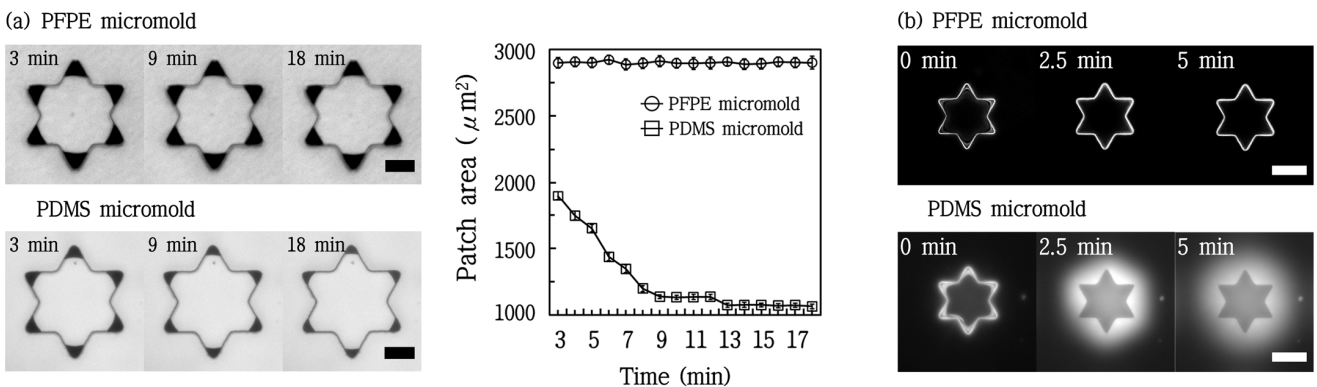 (a) PFPE micromold
3 min 9 min 18 min
PDMS micromold
3 min 9 min 18 min
3000
2500
2000
1500
1000
Patch area (μm²)
PFPE micromold
PDMS micromold
3 5 7 9 11 13 15 17
Time (min)
(b) PFPE micromold
0 min 2.5 min 5 min
PDMS micromold
0 min 2.5 min 5 min